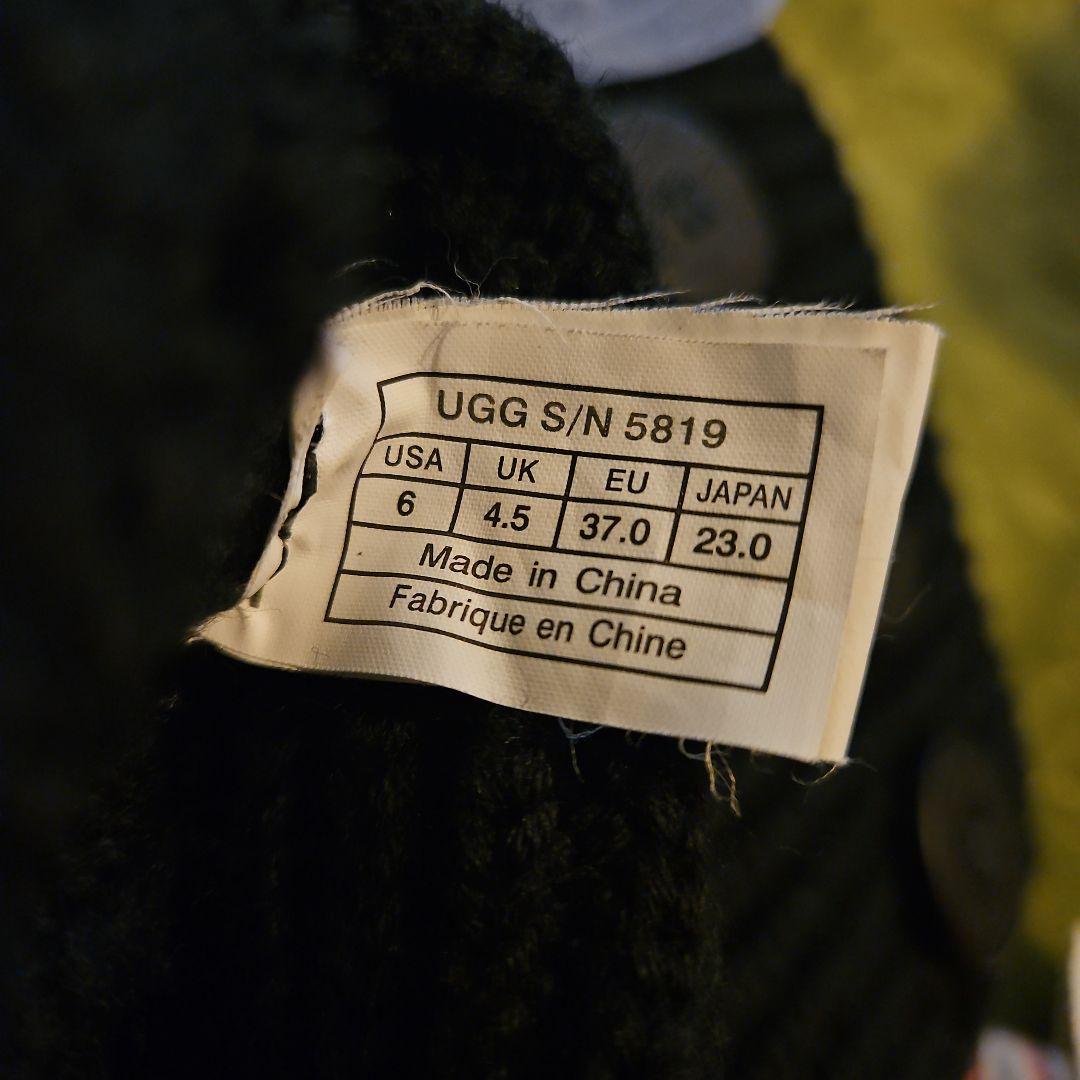 UGG S/N 5819
USA UK EU JAPAN
6 4.5 37.0 23.0
Made in China
Fabrique en Chine